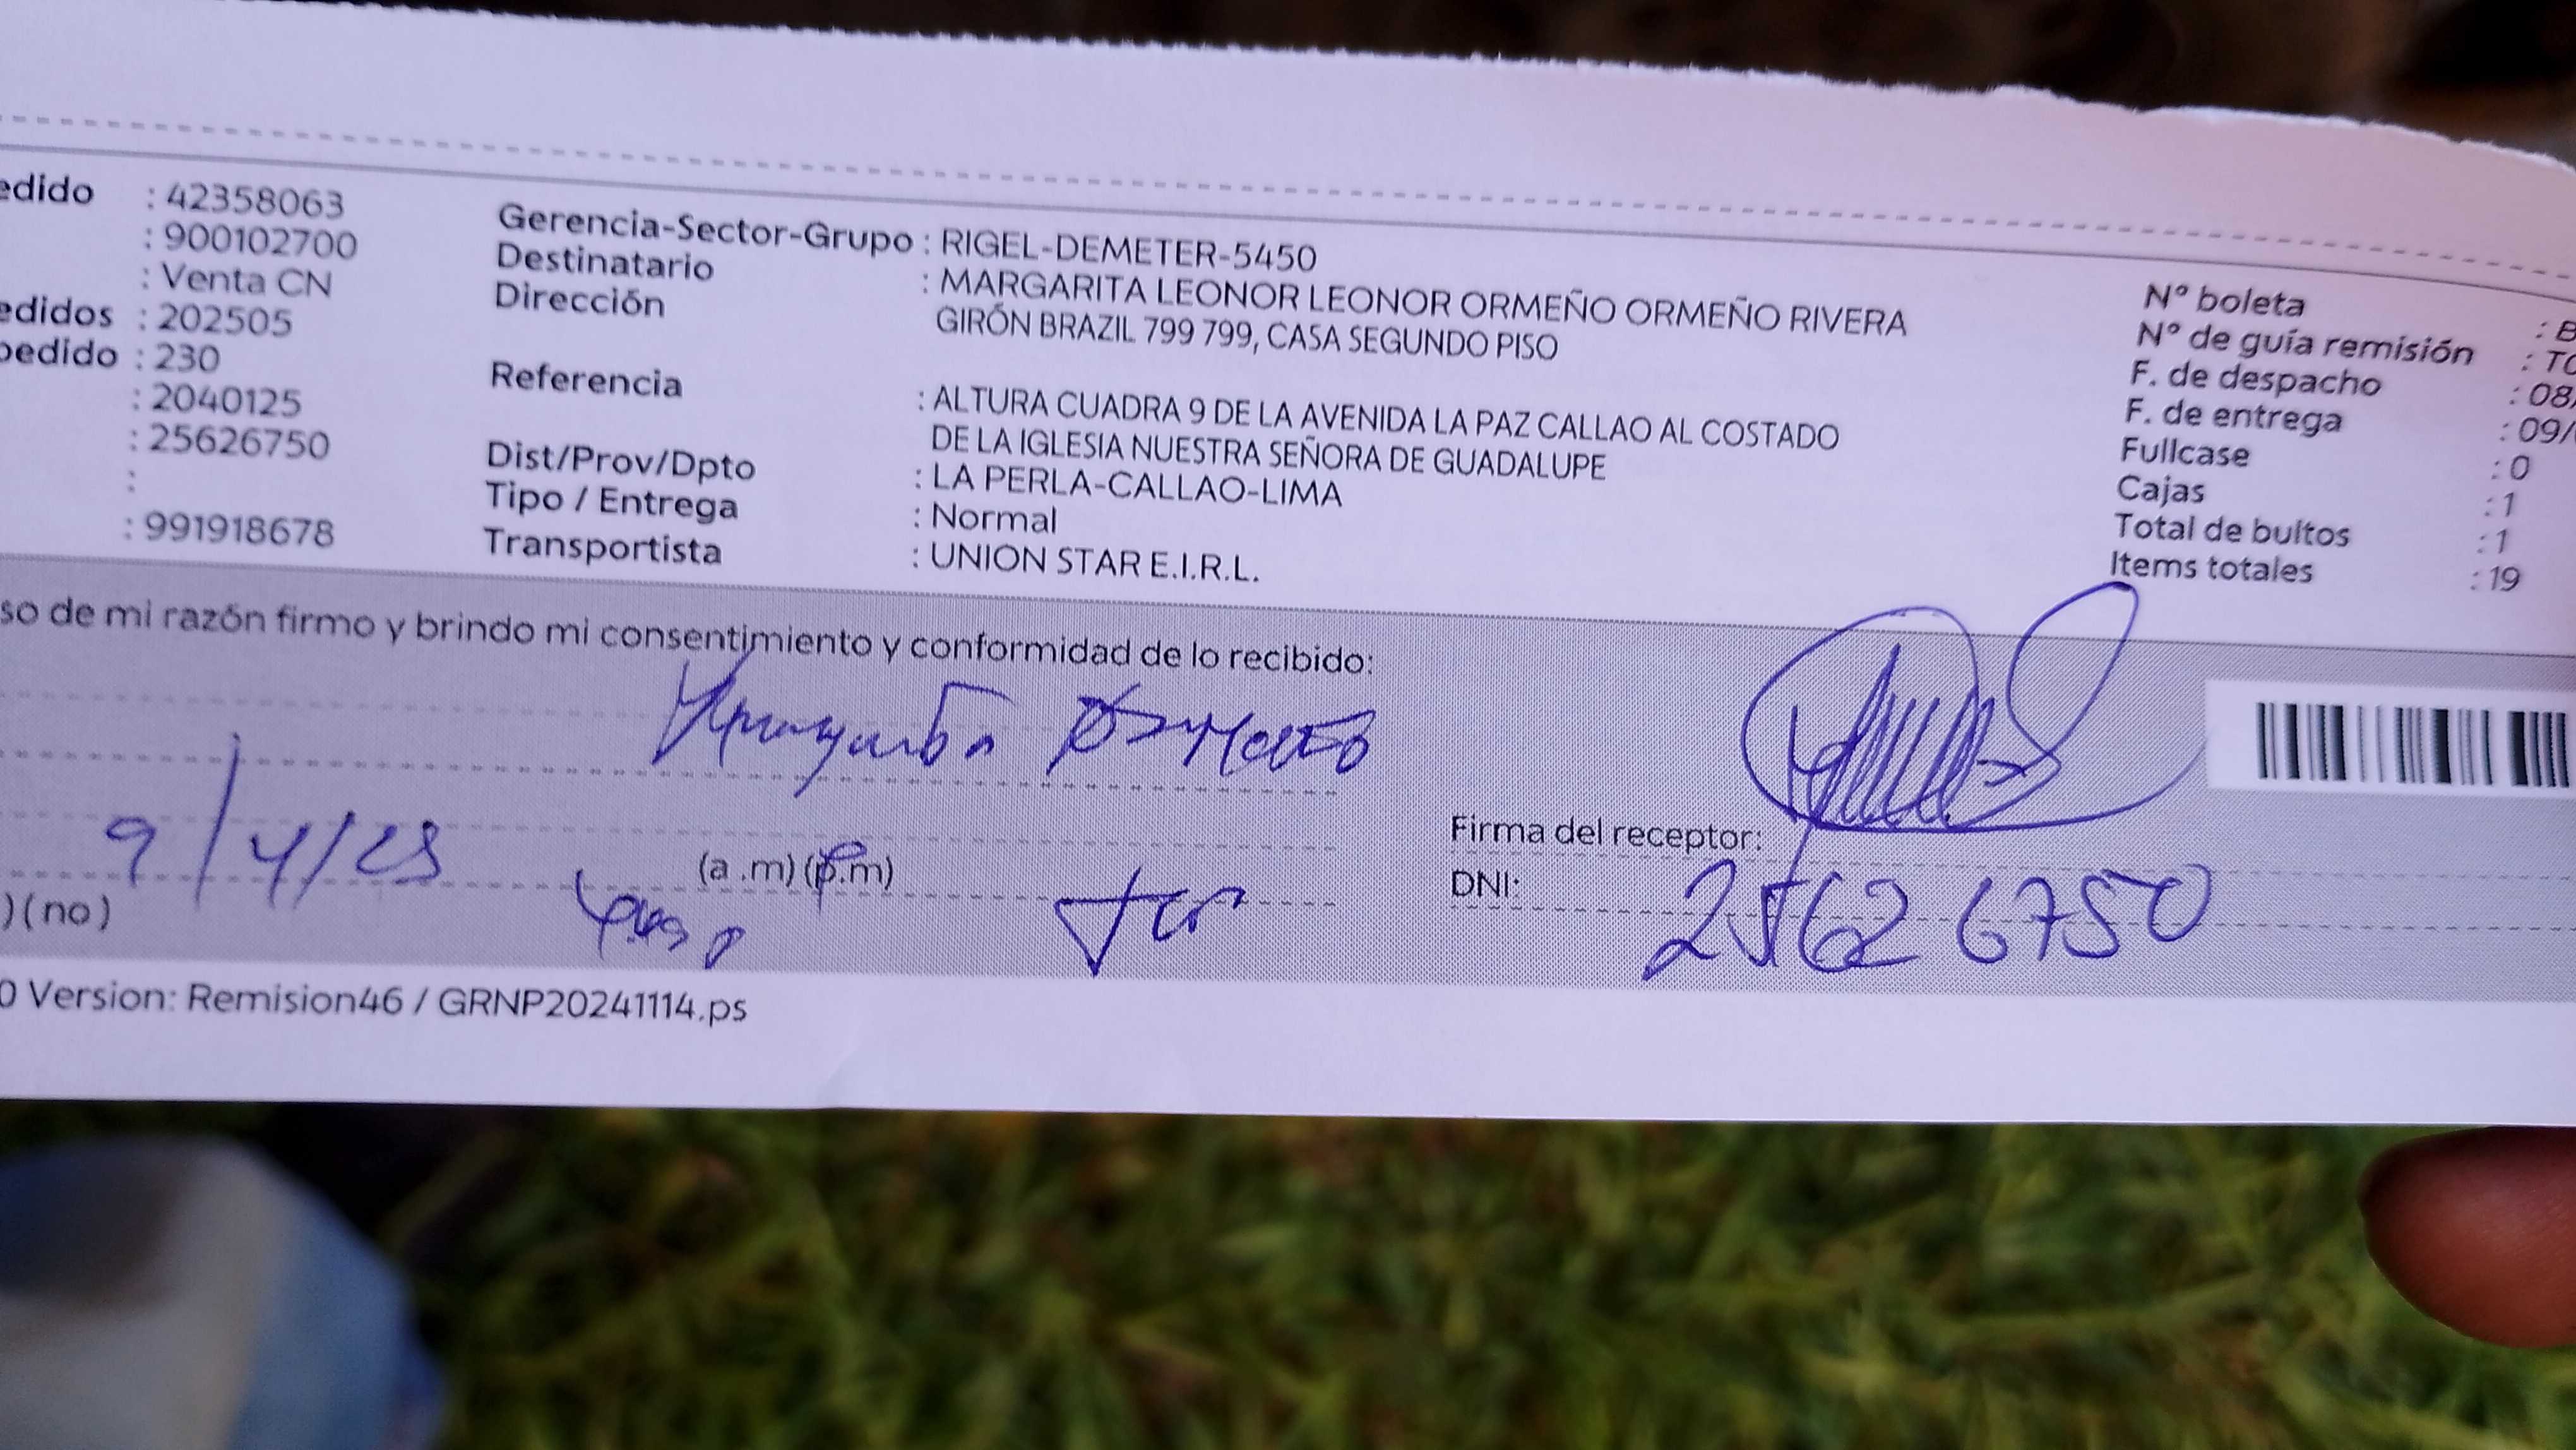 edido : 42358063
: 900102700
: Venta CN
edidos : 202505
pedido : 230
: 2040125
: 25626750
:
: 991918678
Gerencia-Sector-Grupo : RIGEL-DEMETER-5450
Destinatario : MARGARITA LEONOR LEONOR ORMEÑO ORMEÑO RIVERA
Dirección GIRÓN BRAZIL 799 799, CASA SEGUNDO PISO
Referencia : ALTURA CUADRA 9 DE LA AVENIDA LA PAZ CALLAO AL COSTADO
DE LA IGLESIA NUESTRA SEÑORA DE GUADALUPE
Dist/Prov/Dpto : LA PERLA-CALLAO-LIMA
Tipo / Entrega : Normal
Transportista : UNION STAR E.I.R.L.
N° boleta : B
N° de guía remisión : T0
F. de despacho : 08/
F. de entrega : 09/
Fullcase : 0
Cajas : 1
Total de bultos : 1
Items totales : 19
so de mi razón firmo y brindo mi consentimiento y conformidad de lo recibido:
Margarita Ormeño
9/4/25
(a .m) (p.m)
Firma del receptor:
DNI: 25626750
) (no)
0 Version: Remision46 / GRNP20241114.ps